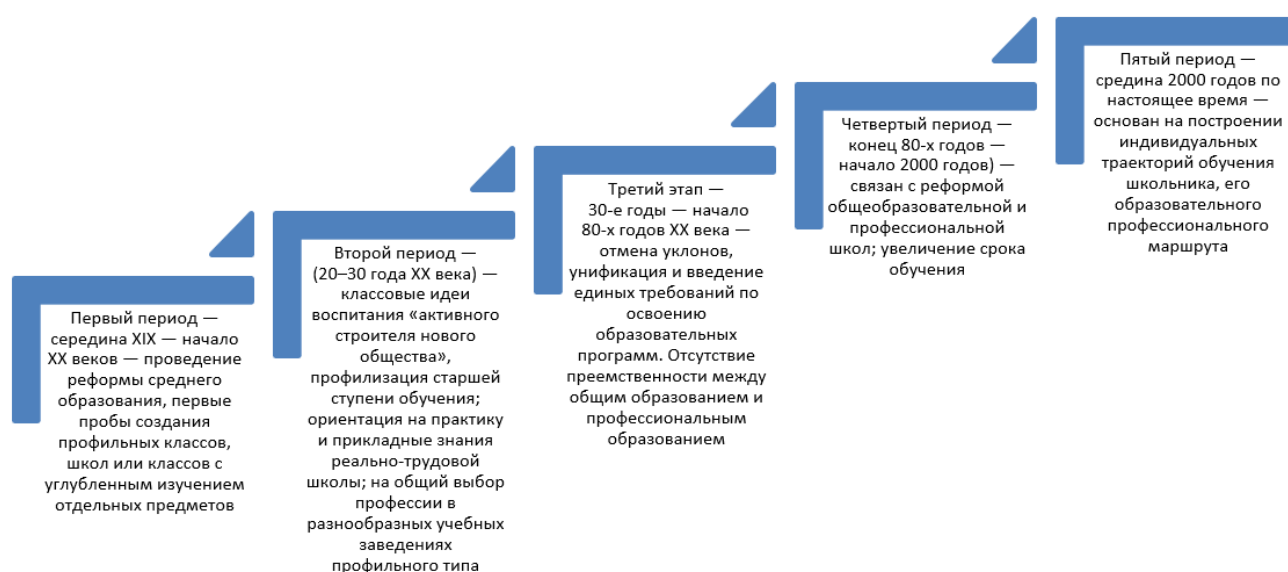 Первый период —
середина XIX — начало
XX веков — проведение
реформы среднего
образования, первые
пробы создания
профильных классов,
школ или классов с
углубленным изучением
отдельных предметов
Второй период —
(20–30 года XX века) —
классовые идеи
воспитания «активного
строителя нового
общества»,
профилизация старшей
ступени обучения;
ориентация на практику
и прикладные знания
реально-трудовой
школы; на общий выбор
профессии в
разнообразных учебных
заведениях
профильного типа
Третий этап —
30-е годы — начало
80-х годов XX века —
отмена уклонов,
унификация и введение
единых требований по
освоению
образовательных
программ. Отсутствие
преемственности между
общим образованием и
профессиональным
образованием
Четвертый период —
конец 80-х годов —
начало 2000 годов) —
связан с реформой
общеобразовательной и
профессиональной
школ; увеличение срока
обучения
Пятый период —
средина 2000 годов по
настоящее время —
основан на построении
индивидуальных
траекторий обучения
школьника, его
образовательного
профессионального
маршрута